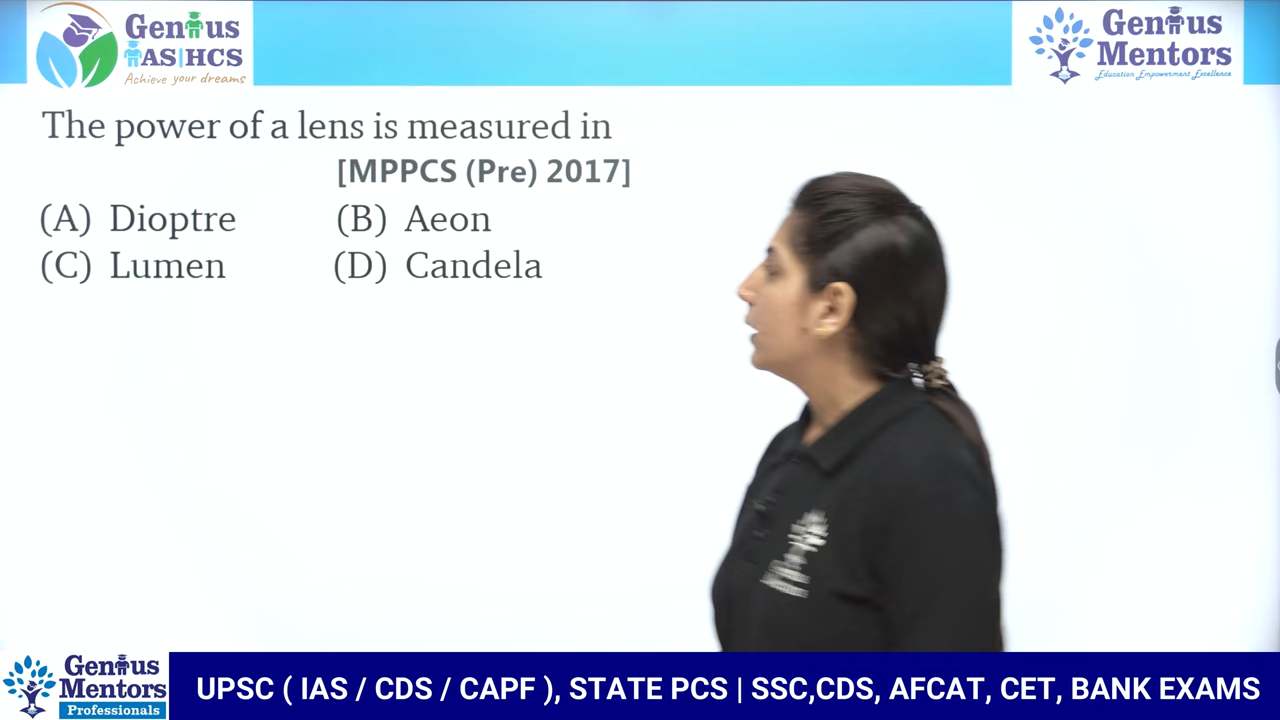 Genius
IAS|HCS
Achieve your dreams
Genius
Mentors
Education Empowerment Excellence
The power of a lens is measured in
[MPPCS (Pre) 2017]
(A) Dioptre (B) Aeon
(C) Lumen (D) Candela
Genius
Mentors
Professionals
UPSC ( IAS / CDS / CAPF ), STATE PCS | SSC,CDS, AFCAT, CET, BANK EXAMS